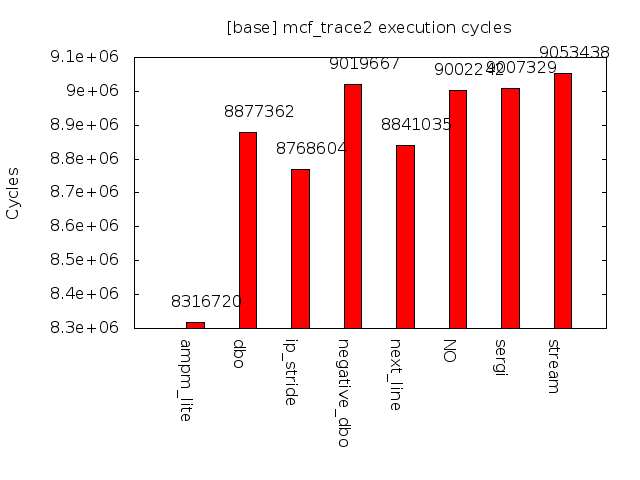 [base] mcf_trace2 execution cycles
Cycles
9.1e+06
9e+06
8.9e+06
8.8e+06
8.7e+06
8.6e+06
8.5e+06
8.4e+06
8.3e+06
8316720
8877362
8768604
9019667
8841035
9002242
9007329
9053438
ampm_lite
dbo
ip_stride
negative_dbo
next_line
NO
sergi
stream